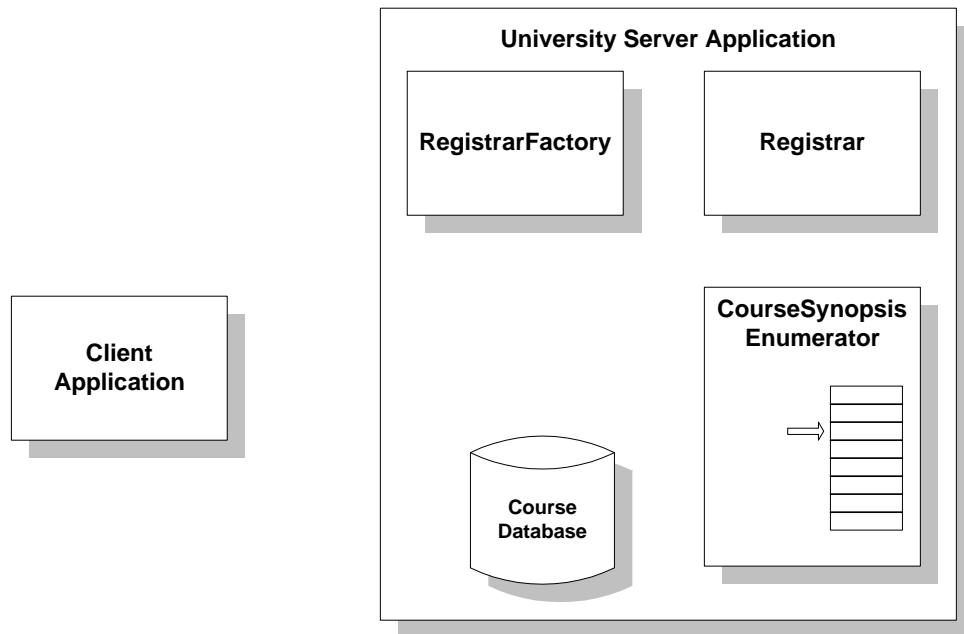 University Server Application
RegistrarFactory
Registrar
Client
Application
CourseSynopsis
Enumerator
Course
Database